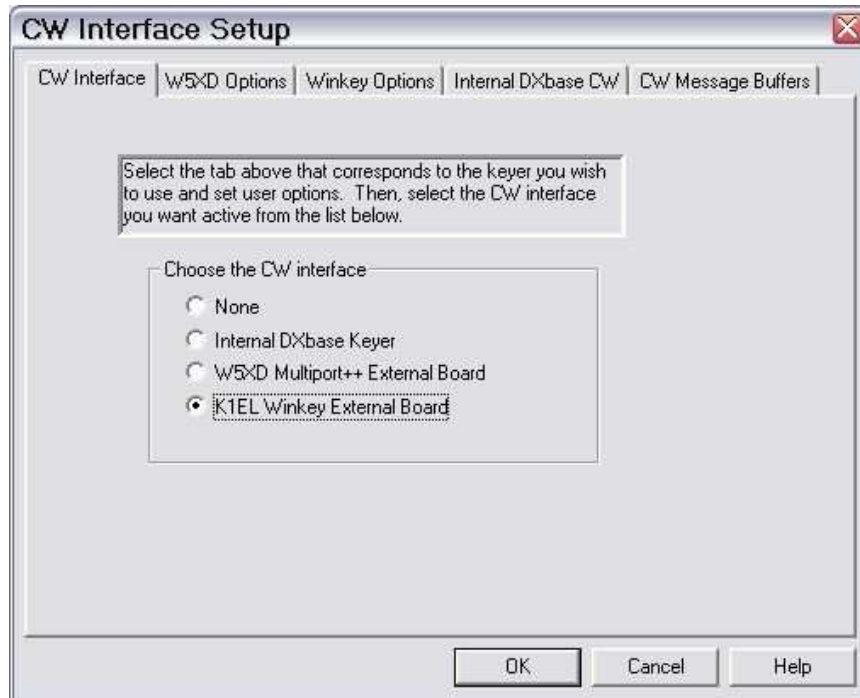 CW Interface Setup
CW Interface
W5XD Options
Winkey Options
Internal DXbase CW
CW Message Buffers
Select the tab above that corresponds to the keyer you wish
to use and set user options. Then, select the CW interface
you want active from the list below.
Choose the CW interface
None
Internal DXbase Keyer
W5XD Multiport++ External Board
K1EL Winkey External Board
OK
Cancel
Help